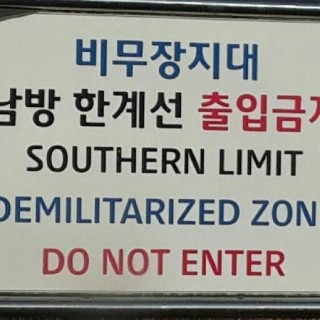 비무장지대
남방 한계선 출입금지
SOUTHERN LIMIT
DEMILITARIZED ZON
DO NOT ENTER